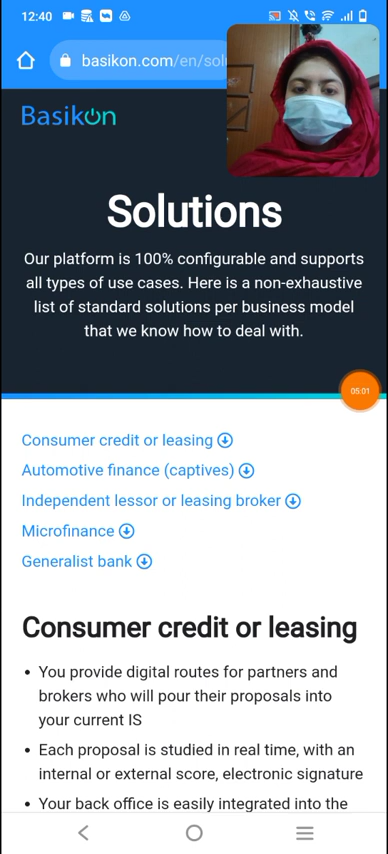 12:40
basikon.com/en/sol
Basikon
Solutions
Our platform is 100% configurable and supports
all types of use cases. Here is a non-exhaustive
list of standard solutions per business model
that we know how to deal with.
05:01
Consumer credit or leasing
Automotive finance (captives)
Independent lessor or leasing broker
Microfinance
Generalist bank
Consumer credit or leasing
• You provide digital routes for partners and
brokers who will pour their proposals into
your current IS
• Each proposal is studied in real time, with an
internal or external score, electronic signature
• Your back office is easily integrated into the